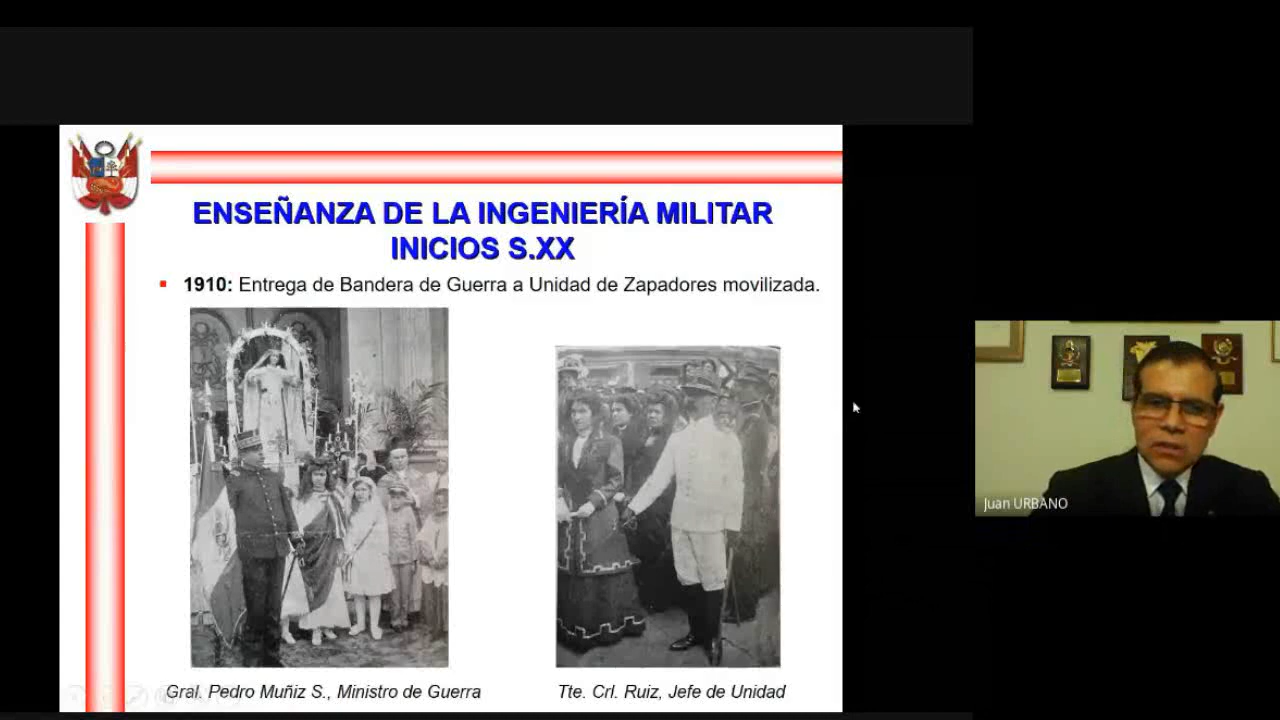 ENSEÑANZA DE LA INGENIERÍA MILITAR
INICIOS S.XX
1910: Entrega de Bandera de Guerra a Unidad de Zapadores movilizada.
Gral. Pedro Muñiz S., Ministro de Guerra
Tte. Crl. Ruiz, Jefe de Unidad
Juan URBANO